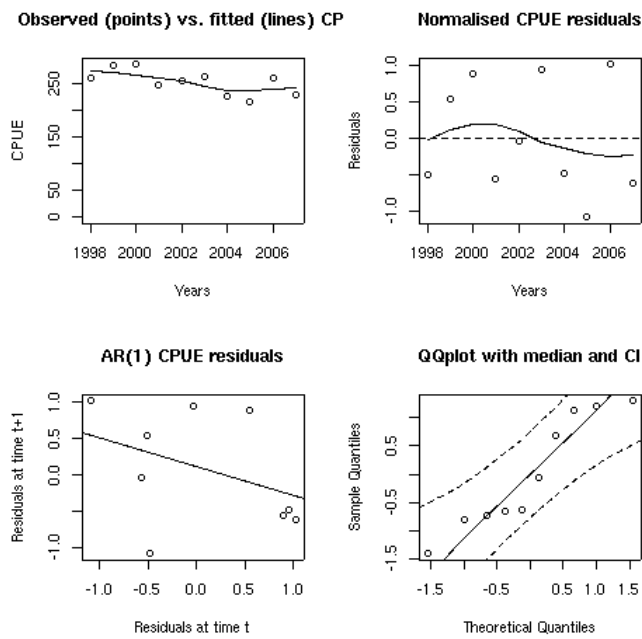 Observed (points) vs. fitted (lines) CP
CPUE
0
50
150
250
1998
2000
2002
2004
2006
Years
Normalised CPUE residuals
Residuals
-1.0
0.0
0.5
1.0
1998
2000
2002
2004
2006
Years
AR(1) CPUE residuals
Residuals at time t+1
-1.0
0.0
0.5
1.0
-1.0
-0.5
0.0
0.5
1.0
Residuals at time t
QQplot with median and CI
Sample Quantiles
-1.5
-0.5
0.5
-1.5
-0.5
0.5
1.0
1.5
Theoretical Quantiles